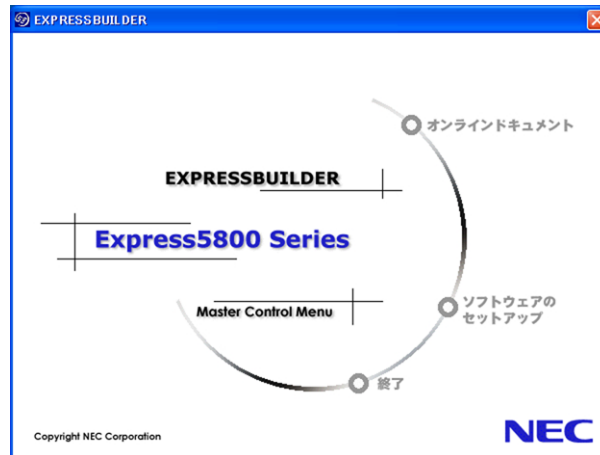 EXPRESSBUILDER
オンラインドキュメント
EXPRESSBUILDER
Express5800 Series
ソフトウェアの
セットアップ
Master Control Menu
終了
Copyright NEC Corporation
NEC